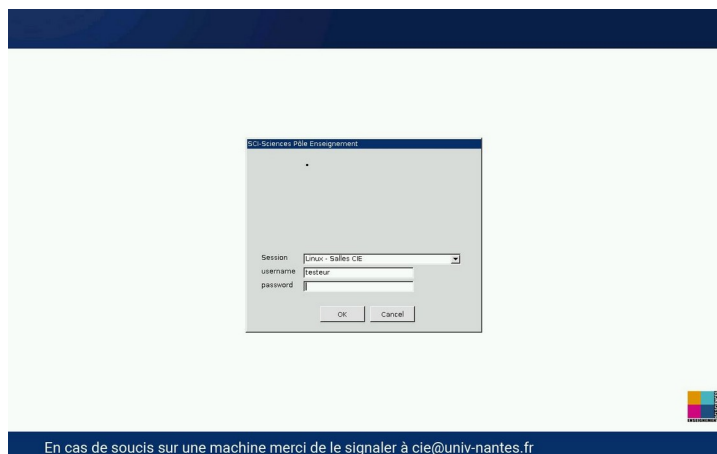 SCI-Sciences Pôle Enseignement
Session Linux - Salles CIE
username testeur
password
OK Cancel
En cas de soucis sur une machine merci de le signaler à cie@univ-nantes.fr